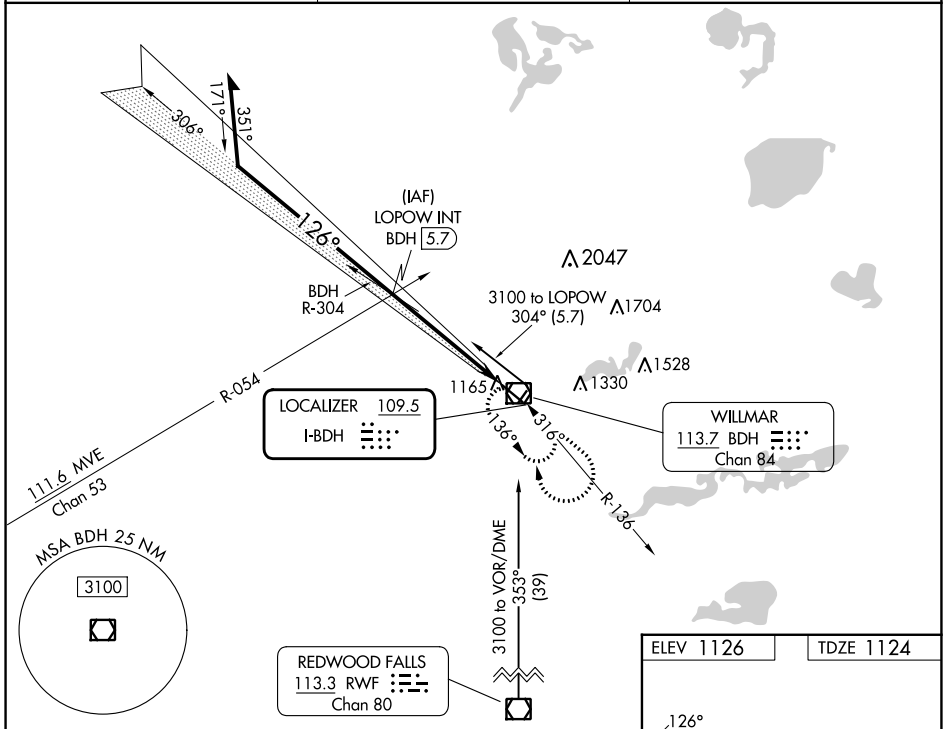 171°
351°
306°
126°
(IAF)
LOPOW INT
BDH 5.7
2047
3100 to LOPOW
304° (5.7)
1704
BDH
R-304
1528
1330
1165
R-054
LOCALIZER 109.5
I-BDH
WILLMAR
113.7 BDH
Chan 84
136°
316°
R-136
111.6 MVE
Chan 53
MSA BDH 25 NM
3100
3100 to VOR/DME
353°
(39)
REDWOOD FALLS
113.3 RWF
Chan 80
ELEV 1126
TDZE 1124
126°